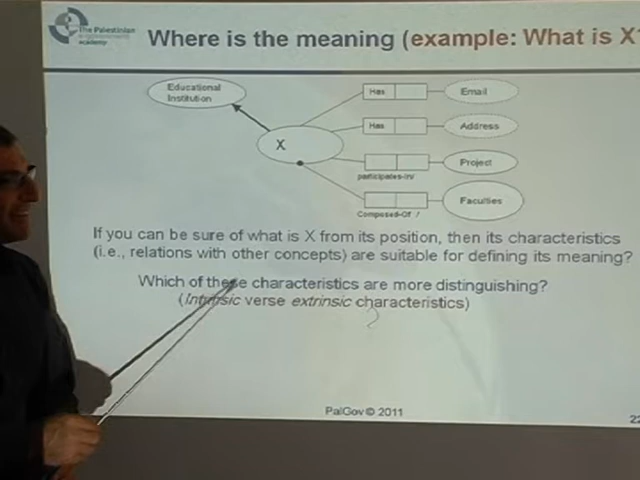 The Palestinian
academy
Where is the meaning (example: What is X?
Educational
Institution
X
Has
Email
Has
Address
Project
participates-in/
Faculties
Composed-Of /
If you can be sure of what is X from its position, then its characteristics
(i.e., relations with other concepts) are suitable for defining its meaning?
Which of these characteristics are more distinguishing?
(Intrinsic verse extrinsic characteristics)
PalGov © 2011
22